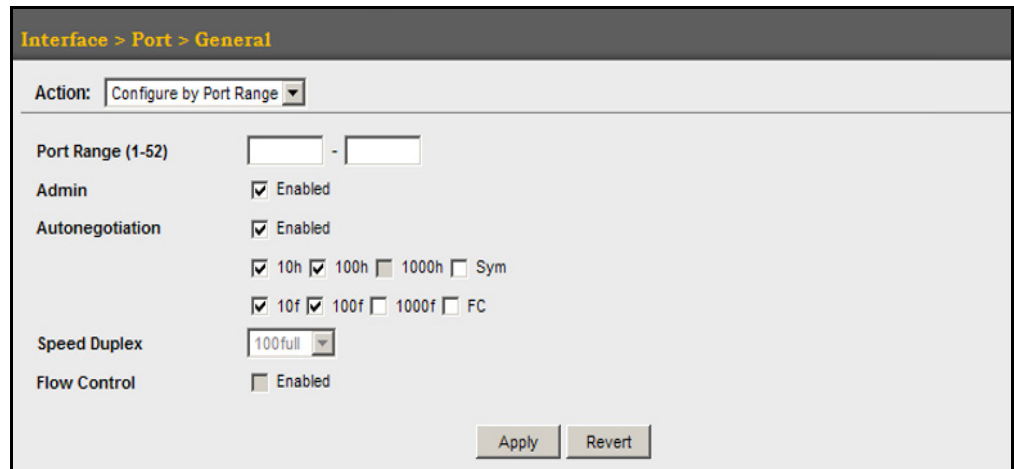 Interface > Port > General
Action: Configure by Port Range
Port Range (1-52) -
Admin Enabled
Autonegotiation Enabled
10h 100h 1000h Sym
10f 100f 1000f FC
Speed Duplex 100full
Flow Control Enabled
Apply Revert